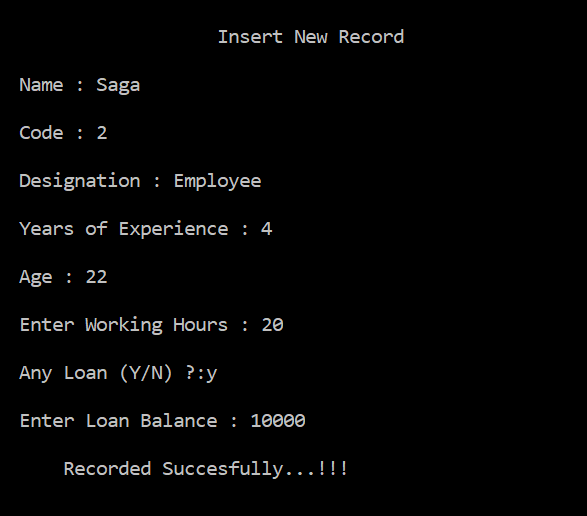 Insert New Record
Name : Saga
Code : 2
Designation : Employee
Years of Experience : 4
Age : 22
Enter Working Hours : 20
Any Loan (Y/N) ?:y
Enter Loan Balance : 10000
Recorded Succesfully...!!!